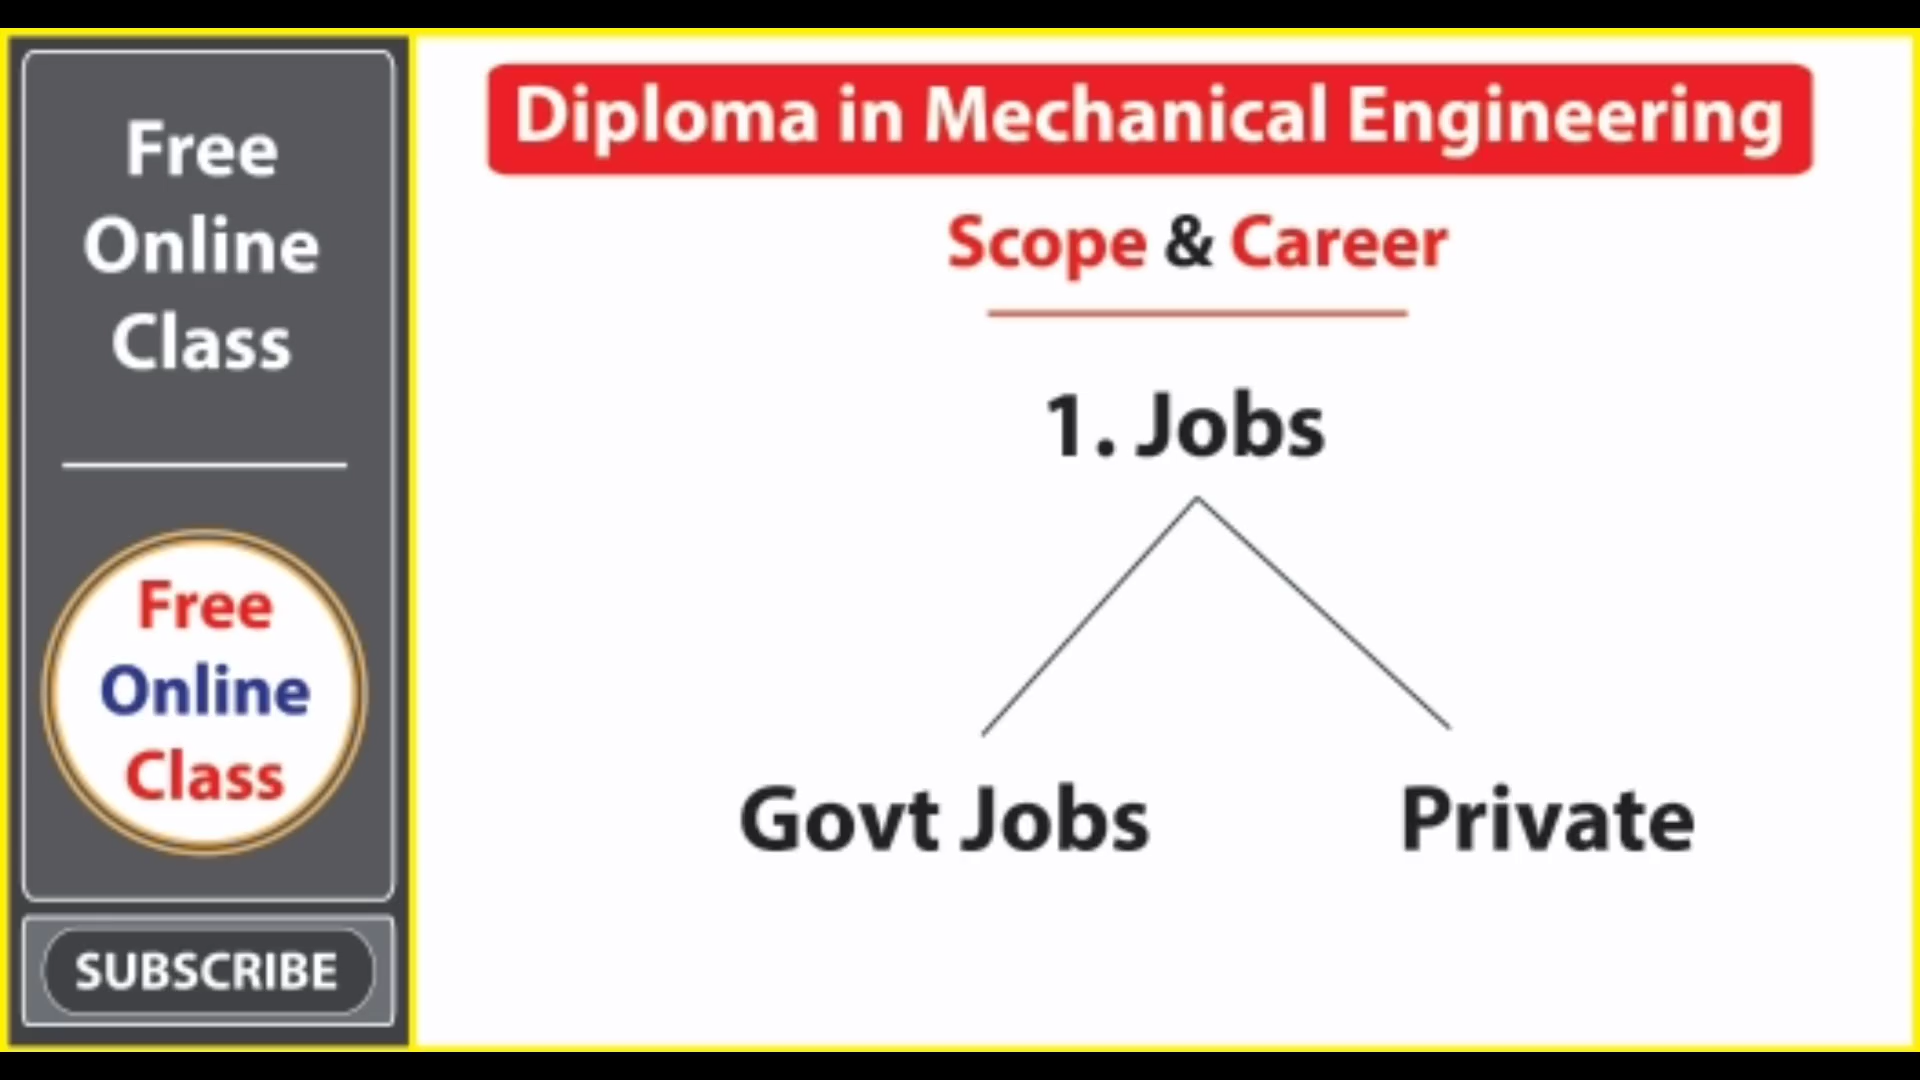 Free
Online
Class
Free
Online
Class
SUBSCRIBE
Diploma in Mechanical Engineering
Scope & Career
1. Jobs
Govt Jobs
Private